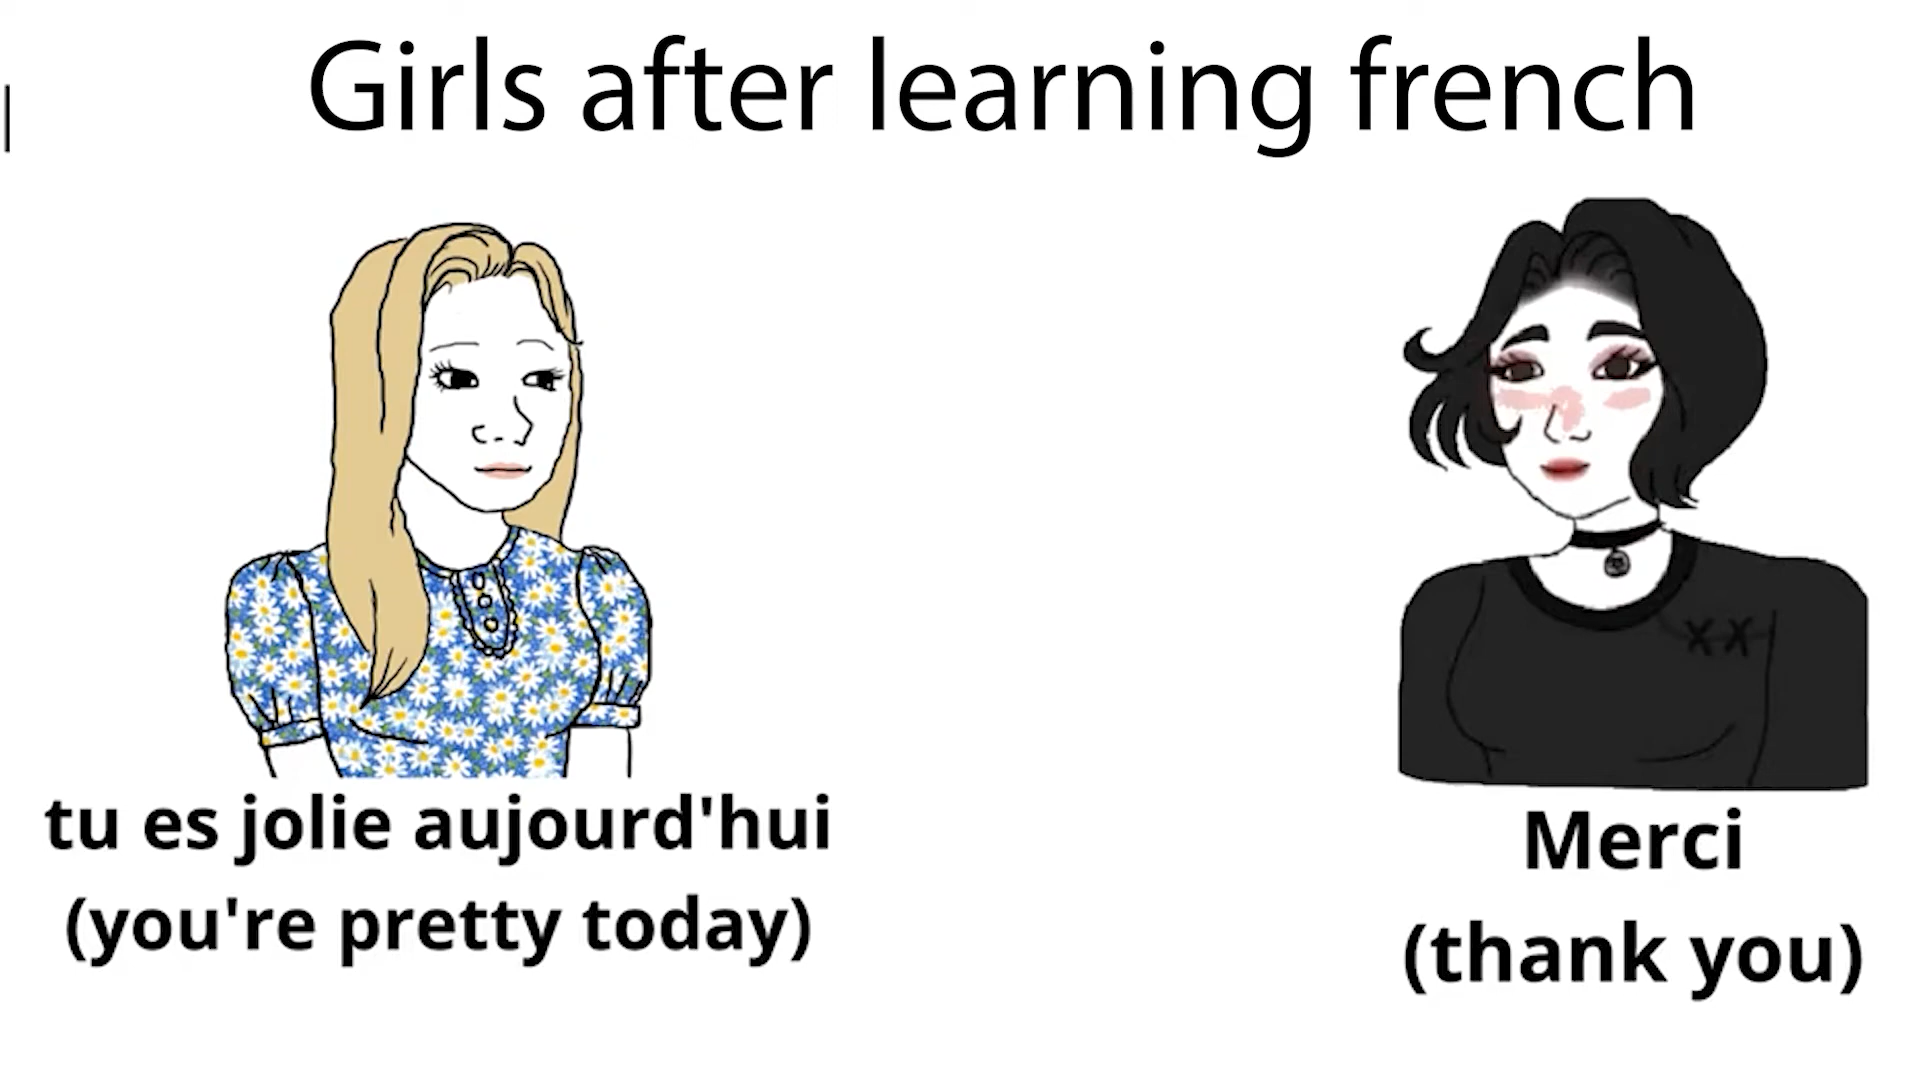 Girls after learning french
tu es jolie aujourd'hui
(you're pretty today)
Merci
(thank you)